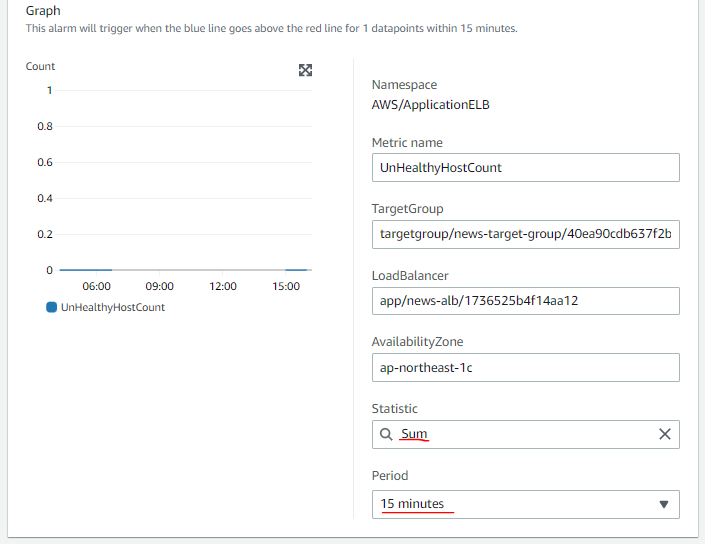 Graph
This alarm will trigger when the blue line goes above the red line for 1 datapoints within 15 minutes.
Count
1
0.8
0.6
0.4
0.2
0
06:00 09:00 12:00 15:00
UnHealthyHostCount
Namespace
AWS/ApplicationELB
Metric name
UnHealthyHostCount
TargetGroup
targetgroup/news-target-group/40ea90cdb637f2b
LoadBalancer
app/news-alb/1736525b4f14aa12
AvailabilityZone
ap-northeast-1c
Statistic
Sum
Period
15 minutes